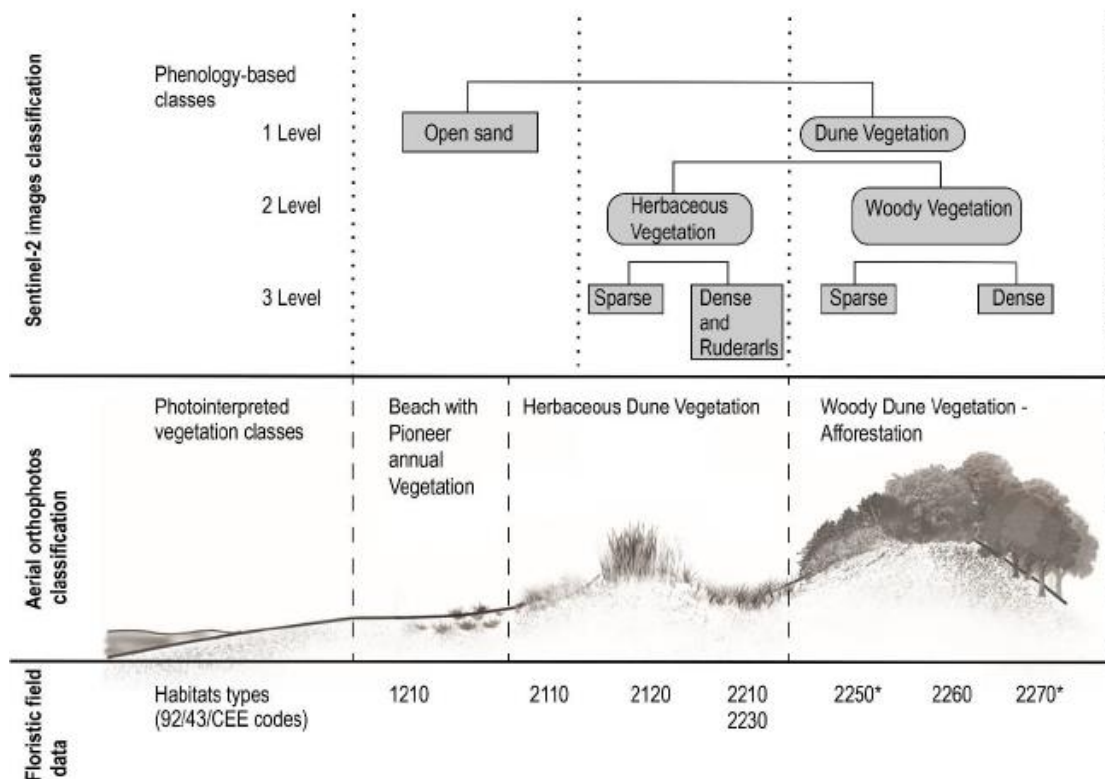 Sentinel-2 images classification
Phenology-based
classes
1 Level
Open sand
Dune Vegetation
2 Level
Herbaceous
Vegetation
Woody Vegetation
3 Level
Sparse
Dense
and
Ruderarls
Sparse
Dense
Aerial orthophotos
classification
Photointerpreted
vegetation classes
Beach with
Pioneer
annual
Vegetation
Herbaceous Dune Vegetation
Woody Dune Vegetation -
Afforestation
Floristic field
data
Habitats types
(92/43/CEE codes)
1210
2110
2120
2210
2230
2250*
2260
2270*